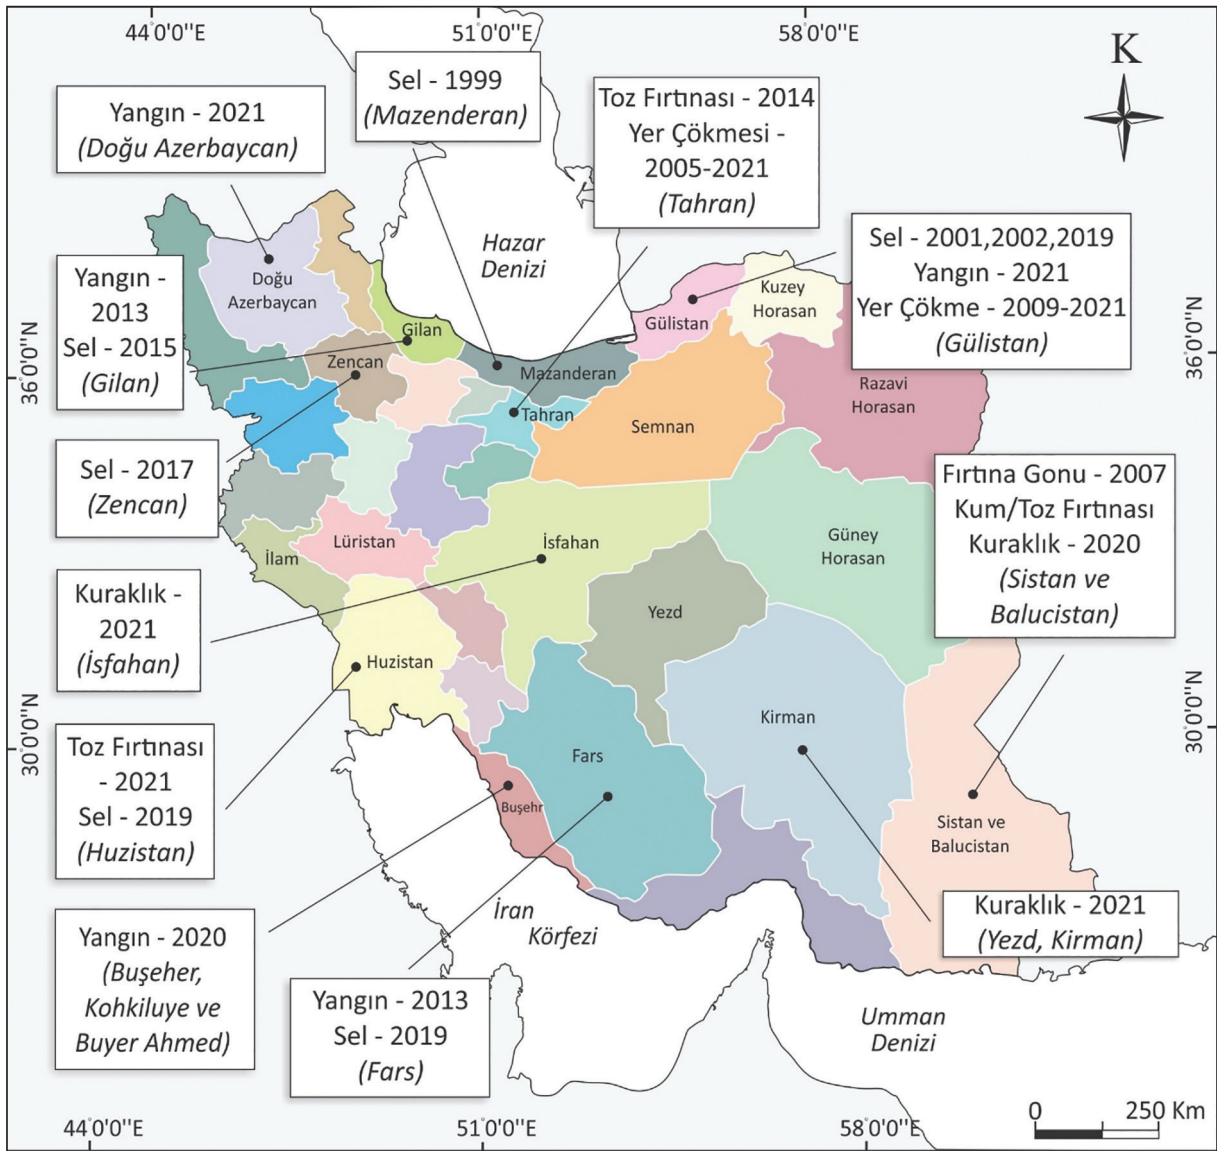 44°0'0"E
51°0'0"E
58°0'0"E
K
Sel - 1999
(Mazenderan)
Toz Fırtınası - 2014
Yer Çökmesi -
2005-2021
(Tahran)
Yangın - 2021
(Doğu Azerbaycan)
Sel - 2001,2002,2019
Yangın - 2021
Yer Çökme - 2009-2021
(Gülistan)
Hazar
Denizi
Yangın -
2013
Sel - 2015
(Gilan)
Doğu
Azerbaycan
Gilan
Zencan
Mazanderan
Tahran
Gülistan
Kuzey
Horasan
Razavi
Horasan
Semnan
36°0'0"N
36°0'0"N
Sel - 2017
(Zencan)
Fırtına Gonu - 2007
Kum/Toz Fırtınası
Kuraklık - 2020
(Sistan ve
Balucistan)
Lüristan
İlam
İsfahan
Güney
Horasan
Kuraklık -
2021
(İsfahan)
Yezd
Huzistan
Kirman
Fars
Buşehr
Sistan ve
Balucistan
30°0'0"N
30°0'0"N
Toz Fırtınası
- 2021
Sel - 2019
(Huzistan)
Kuraklık - 2021
(Yezd, Kirman)
İran
Körfezi
Yangın - 2020
(Buşeher,
Kohkiluye ve
Buyer Ahmed)
Yangın - 2013
Sel - 2019
(Fars)
Umman
Denizi
0 250 Km
44°0'0"E
51°0'0"E
58°0'0"E